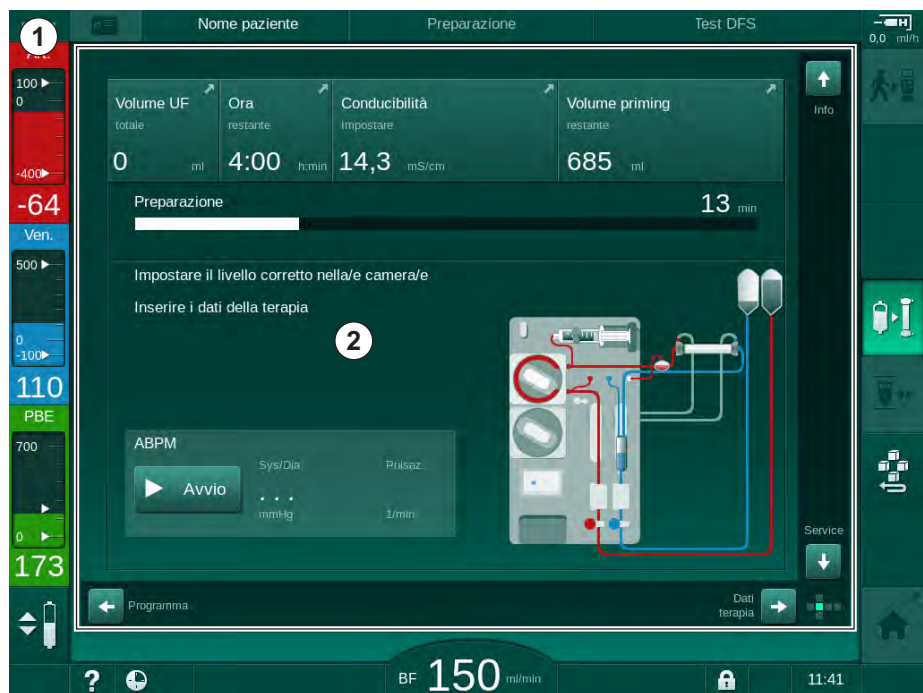 1
Nome paziente
Preparazione
Test DFS
0,0 ml/h
100
0
-400
-64
Ven.
500
0
-100
110
PBE
700
0
173
Volume UF
totale
0 ml
Ora
restante
4:00 h:min
Conducibilità
Impostare
14,3 mS/cm
Volume priming
restante
685 ml
Info
Preparazione
13 min
Impostare il livello corretto nella/e camera/e
Inserire i dati della terapia
2
ABPM
Avvio
Sys/Dia
Pulsaz.
. . .
mmHg
1/min
Service
Programma
Dati
terapia
?
BF 150 ml/min
11:41